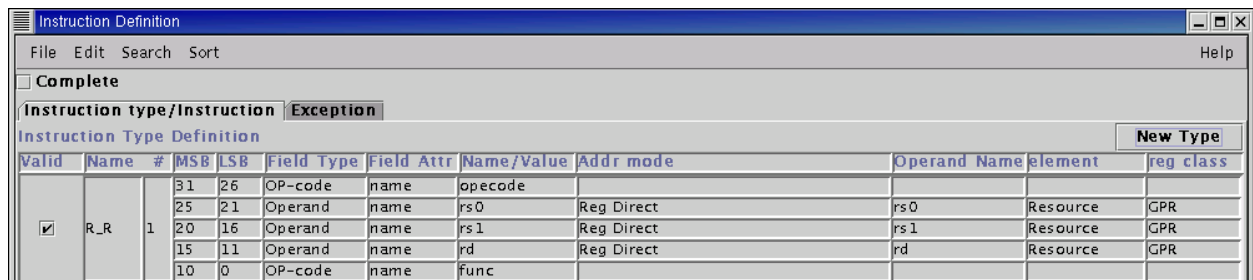 Instruction Definition
File Edit Search Sort Help
Complete
Instruction type/Instruction Exception
Instruction Type Definition New Type
Valid Name # MSB LSB Field Type Field Attr Name/Value Addr mode Operand Name element reg class
31 26 OP-code name opecode
25 21 Operand name rs0 Reg Direct rs0 Resource GPR
R_R 1 20 16 Operand name rs1 Reg Direct rs1 Resource GPR
15 11 Operand name rd Reg Direct rd Resource GPR
10 0 OP-code name func